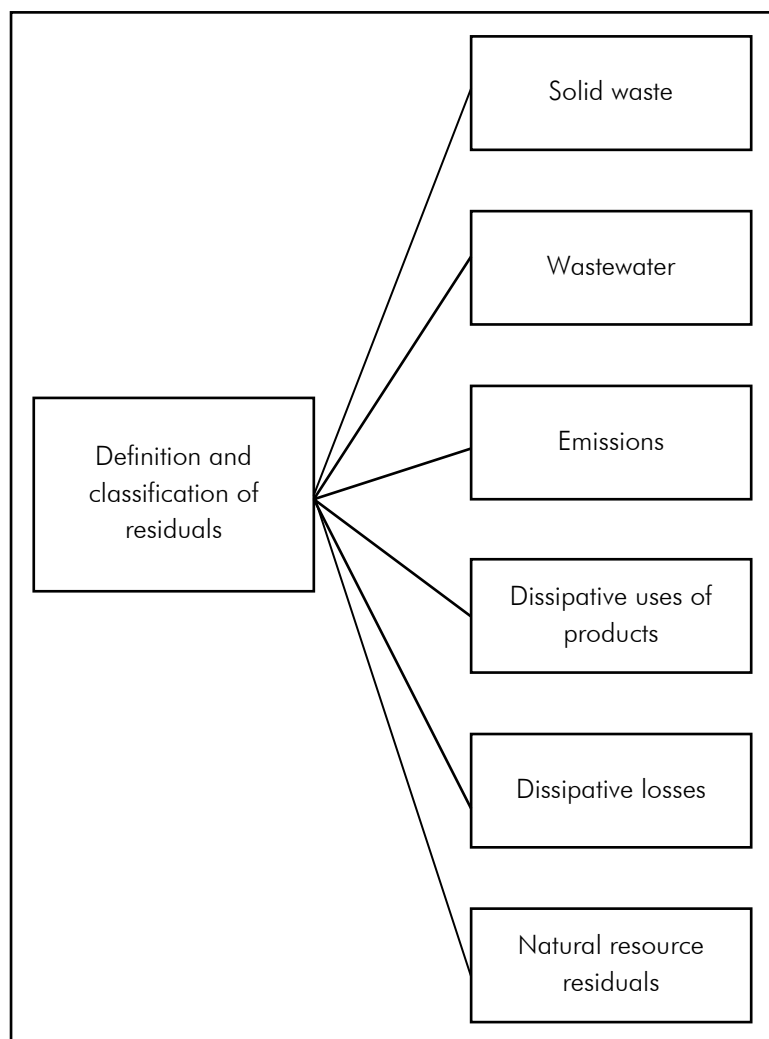 Solid waste
Wastewater
Emissions
Definition and
classification of
residuals
Dissipative uses of
products
Dissipative losses
Natural resource
residuals